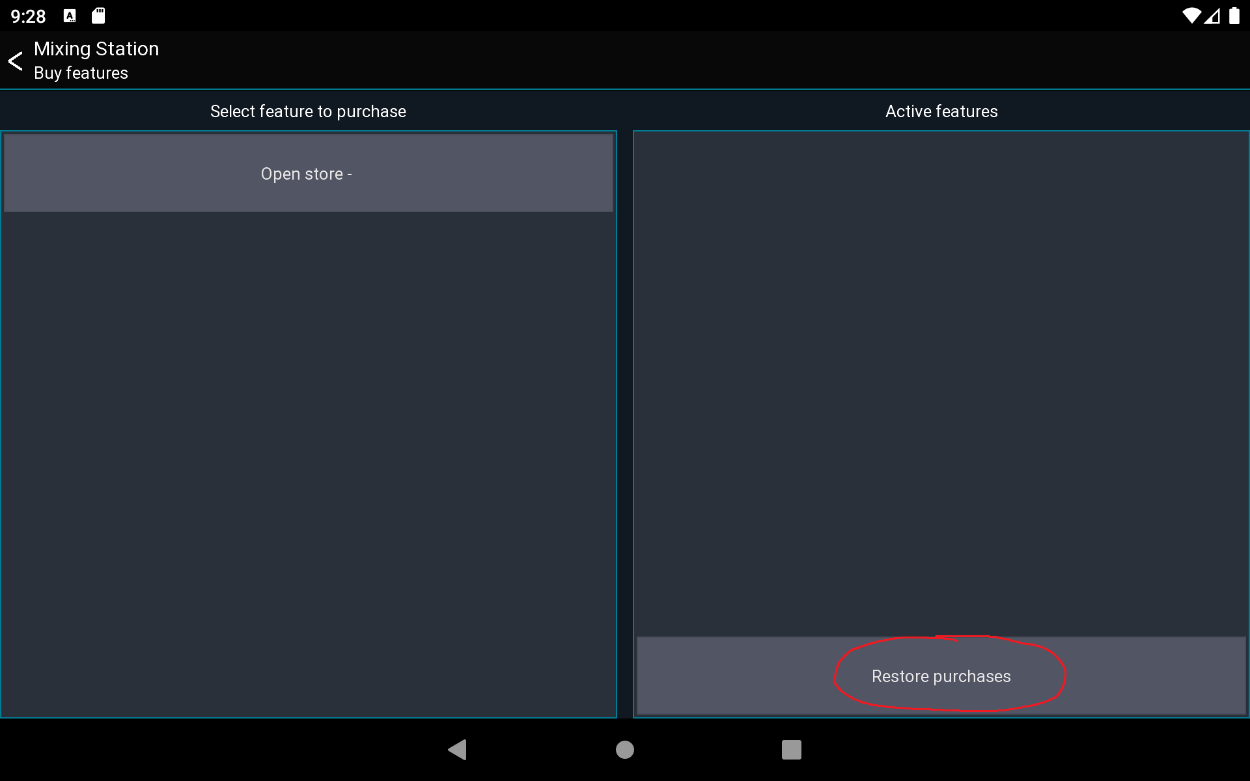 9:28
Mixing Station
Buy features
Select feature to purchase
Active features
Open store -
Restore purchases